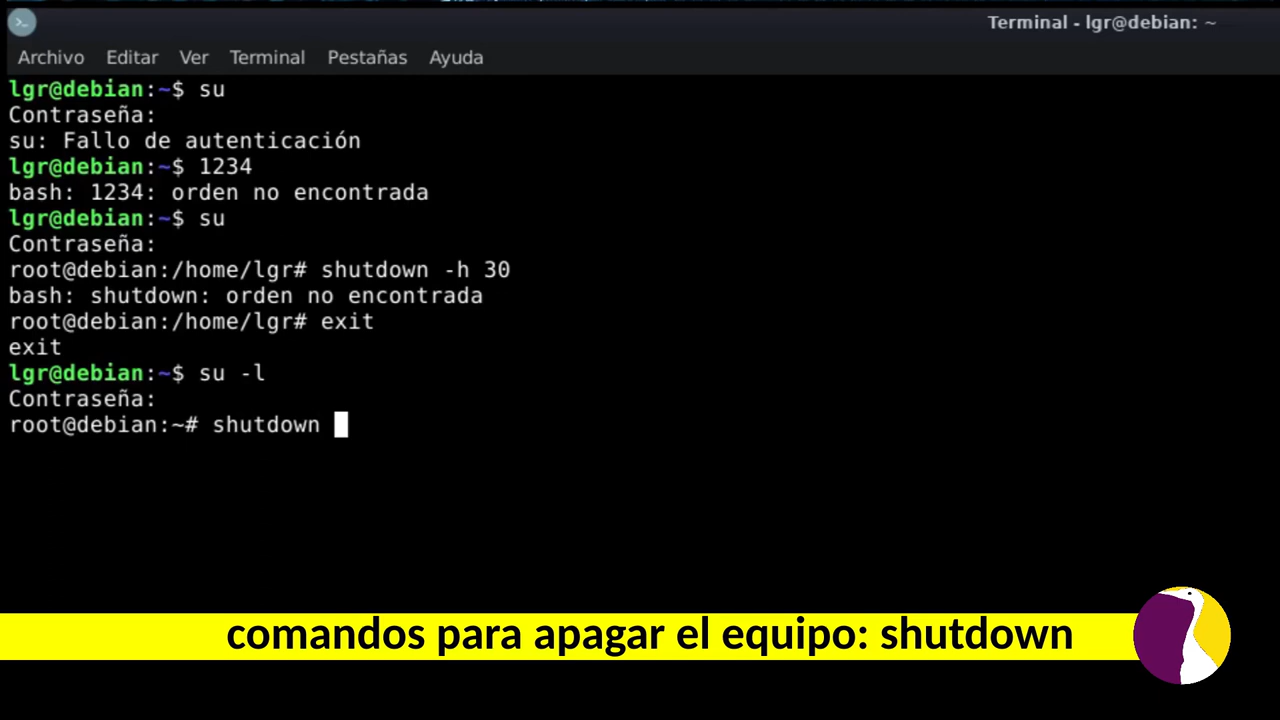 Terminal - lgr@debian: ~
Archivo Editar Ver Terminal Pestañas Ayuda
lgr@debian:~$ su
Contraseña:
su: Fallo de autenticación
lgr@debian:~$ 1234
bash: 1234: orden no encontrada
lgr@debian:~$ su
Contraseña:
root@debian:/home/lgr# shutdown -h 30
bash: shutdown: orden no encontrada
root@debian:/home/lgr# exit
exit
lgr@debian:~$ su -l
Contraseña:
root@debian:~# shutdown
comandos para apagar el equipo: shutdown